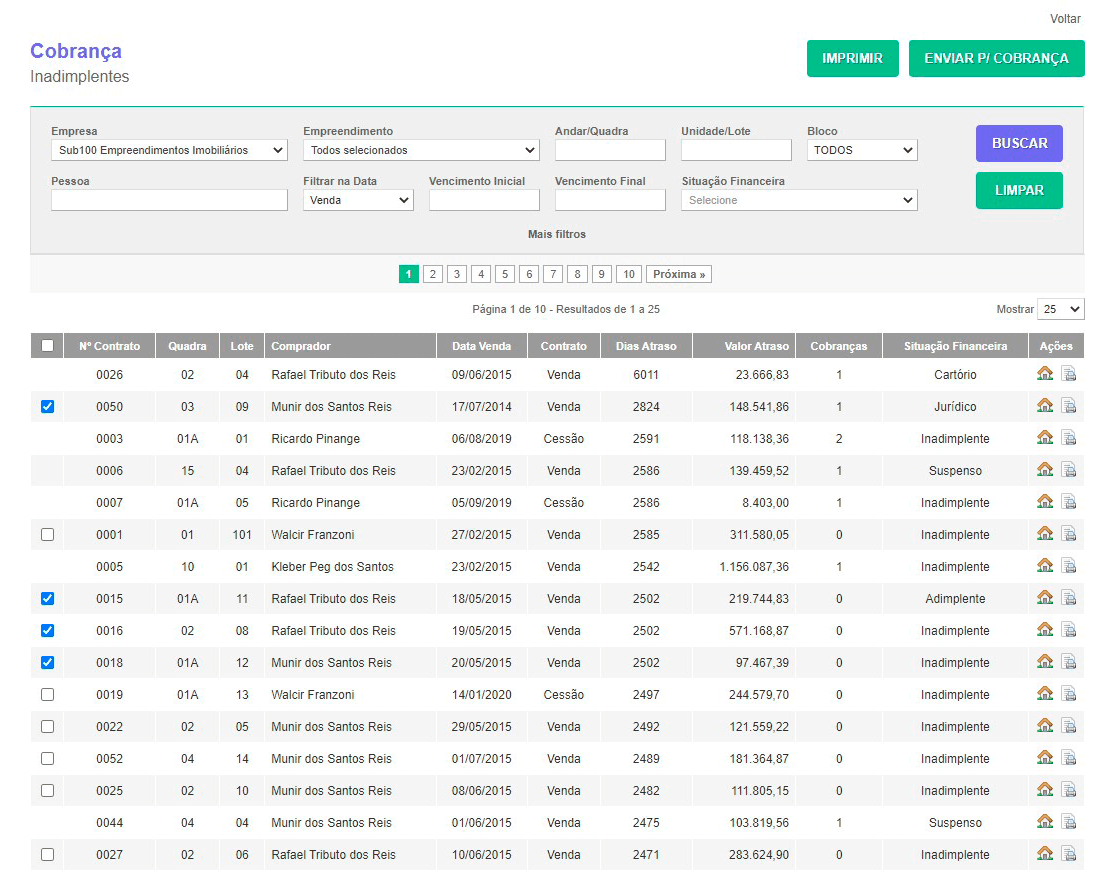 Voltar
Cobrança
Inadimplentes
IMPRIMIR ENVIAR P/ COBRANÇA
Empresa Empreendimento Andar/Quadra Unidade/Lote Bloco
Sub100 Empreendimentos Imobiliários Todos selecionados TODOS
BUSCAR
Pessoa Filtrar na Data Vencimento Inicial Vencimento Final Situação Financeira
Venda Selecione
LIMPAR
Mais filtros
1 2 3 4 5 6 7 8 9 10 Próxima »
Página 1 de 10 - Resultados de 1 a 25
Mostrar 25
Nº Contrato Quadra Lote Comprador Data Venda Contrato Dias Atraso Valor Atraso Cobranças Situação Financeira Ações
0026 02 04 Rafael Tributo dos Reis 09/06/2015 Venda 6011 23.666,83 1 Cartório
0050 03 09 Munir dos Santos Reis 17/07/2014 Venda 2824 148.541,86 1 Jurídico
0003 01A 01 Ricardo Pinange 06/08/2019 Cessão 2591 118.138,36 2 Inadimplente
0006 15 04 Rafael Tributo dos Reis 23/02/2015 Venda 2586 139.459,52 1 Suspenso
0007 01A 05 Ricardo Pinange 05/09/2019 Cessão 2586 8.403,00 1 Inadimplente
0001 01 101 Walcir Franzoni 27/02/2015 Venda 2585 311.580,05 0 Inadimplente
0005 10 01 Kleber Peg dos Santos 23/02/2015 Venda 2542 1.156.087,36 1 Inadimplente
0015 01A 11 Rafael Tributo dos Reis 18/05/2015 Venda 2502 219.744,83 0 Adimplente
0016 02 08 Rafael Tributo dos Reis 19/05/2015 Venda 2502 571.168,87 0 Inadimplente
0018 01A 12 Munir dos Santos Reis 20/05/2015 Venda 2502 97.467,39 0 Inadimplente
0019 01A 13 Walcir Franzoni 14/01/2020 Cessão 2497 244.579,70 0 Inadimplente
0022 02 05 Munir dos Santos Reis 29/05/2015 Venda 2492 121.559,22 0 Inadimplente
0052 04 14 Munir dos Santos Reis 01/07/2015 Venda 2489 181.364,87 0 Inadimplente
0025 02 10 Munir dos Santos Reis 08/06/2015 Venda 2482 111.805,15 0 Inadimplente
0044 04 04 Munir dos Santos Reis 01/06/2015 Venda 2475 103.819,56 1 Suspenso
0027 02 06 Rafael Tributo dos Reis 10/06/2015 Venda 2471 283.624,90 0 Inadimplente